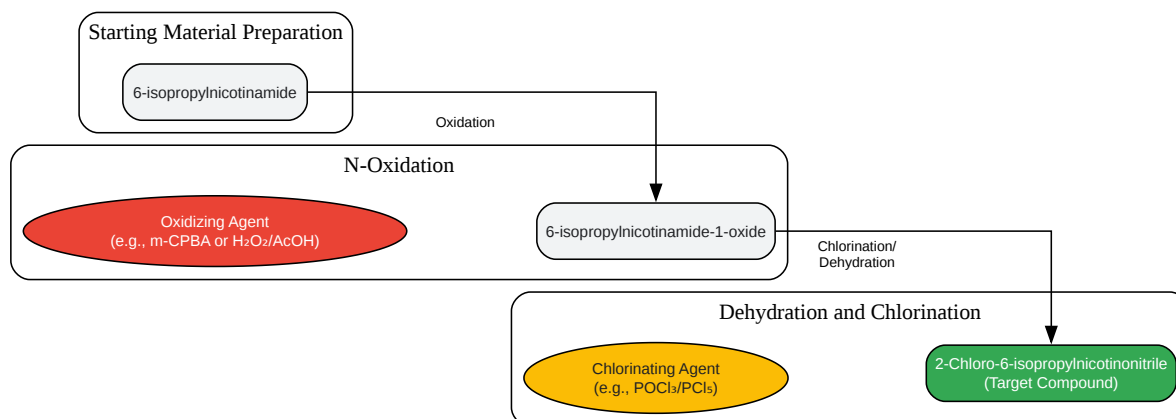 Starting Material Preparation
6-isopropylnicotinamide
Oxidation
N-Oxidation
Oxidizing Agent
(e.g., m-CPBA or H₂O₂/AcOH)
6-isopropylnicotinamide-1-oxide
Chlorination/
Dehydration
Dehydration and Chlorination
Chlorinating Agent
(e.g., POCl₃/PCl₅)
2-Chloro-6-isopropylnicotinonitrile
(Target Compound)